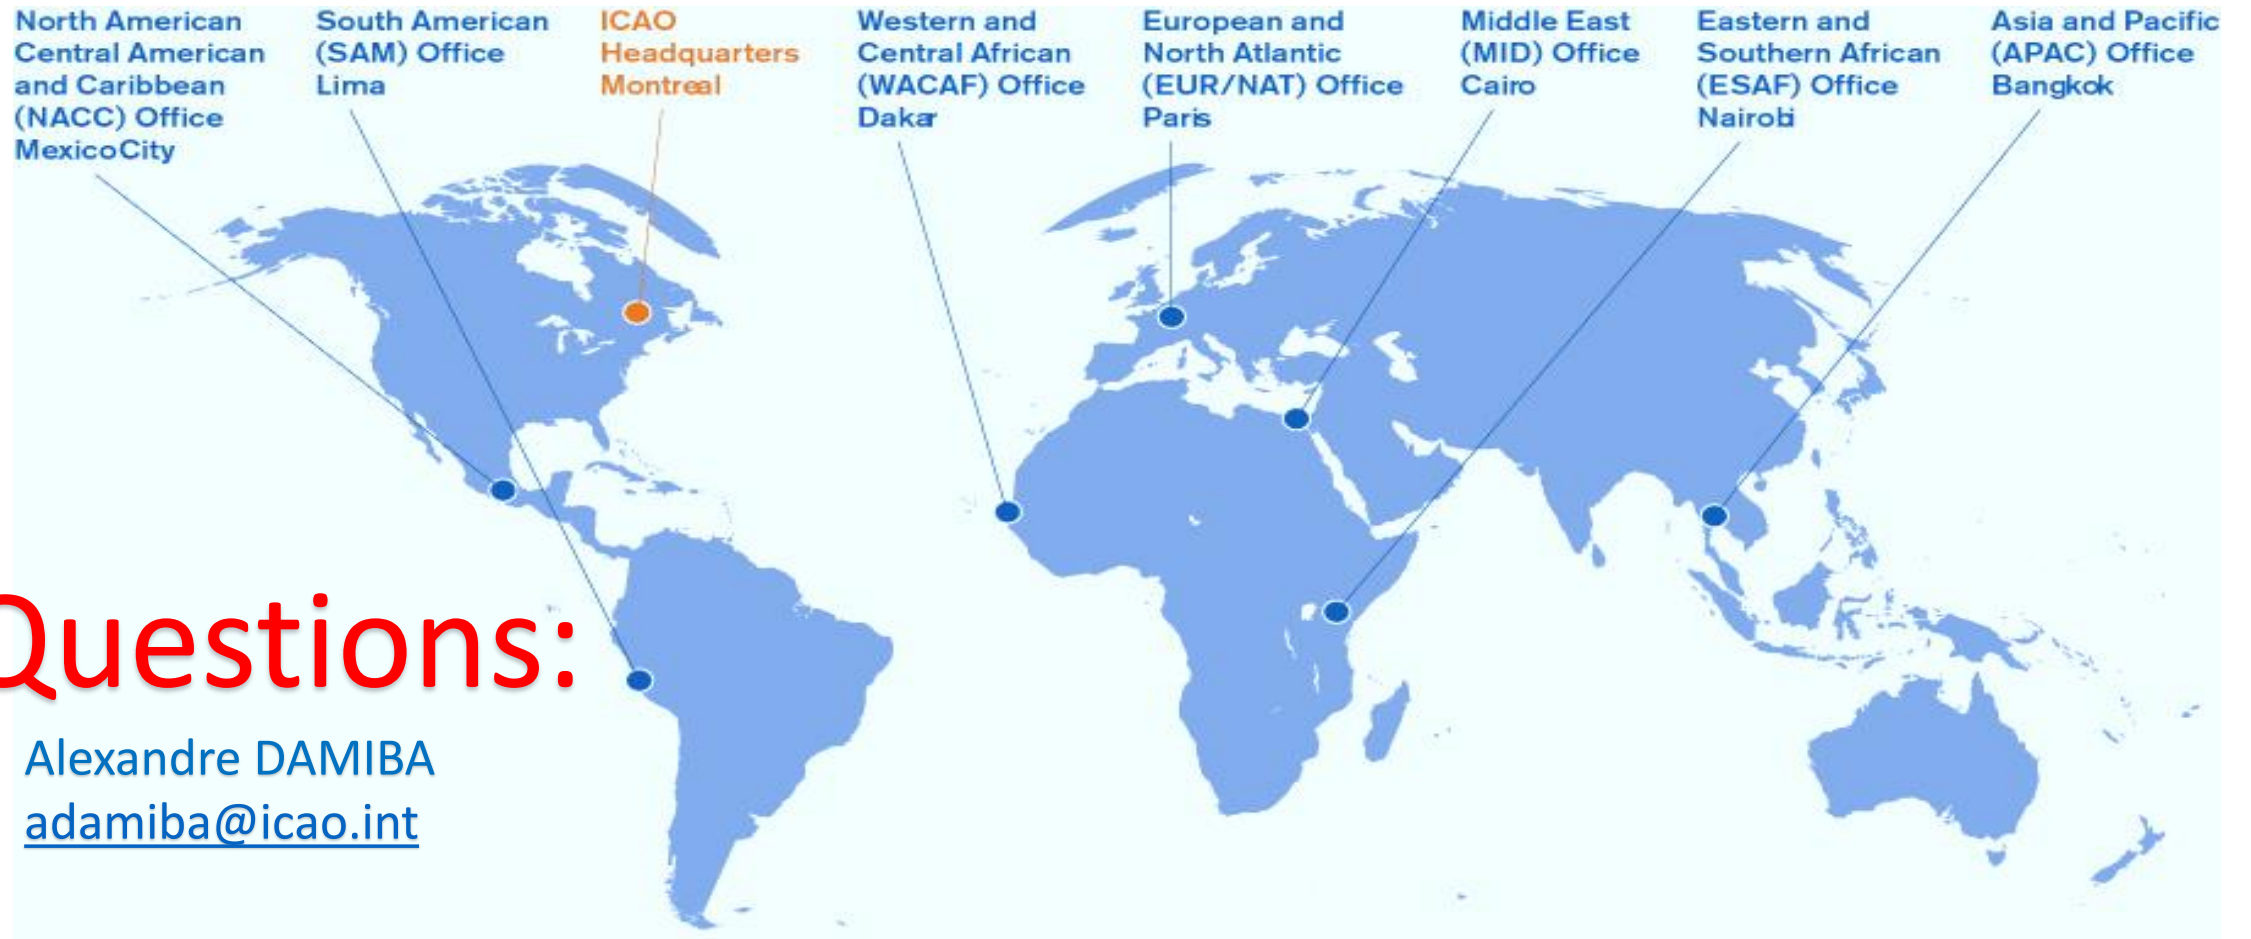 North American
Central American
and Caribbean
(NACC) Office
MexicoCity
South American
(SAM) Office
Lima
ICAO
Headquarters
Montreal
Western and
Central African
(WACAF) Office
Dakar
European and
North Atlantic
(EUR/NAT) Office
Paris
Middle East
(MID) Office
Cairo
Eastern and
Southern African
(ESAF) Office
Nairobi
Asia and Pacific
(APAC) Office
Bangkok
Questions:
Alexandre DAMIBA
adamiba@icao.int